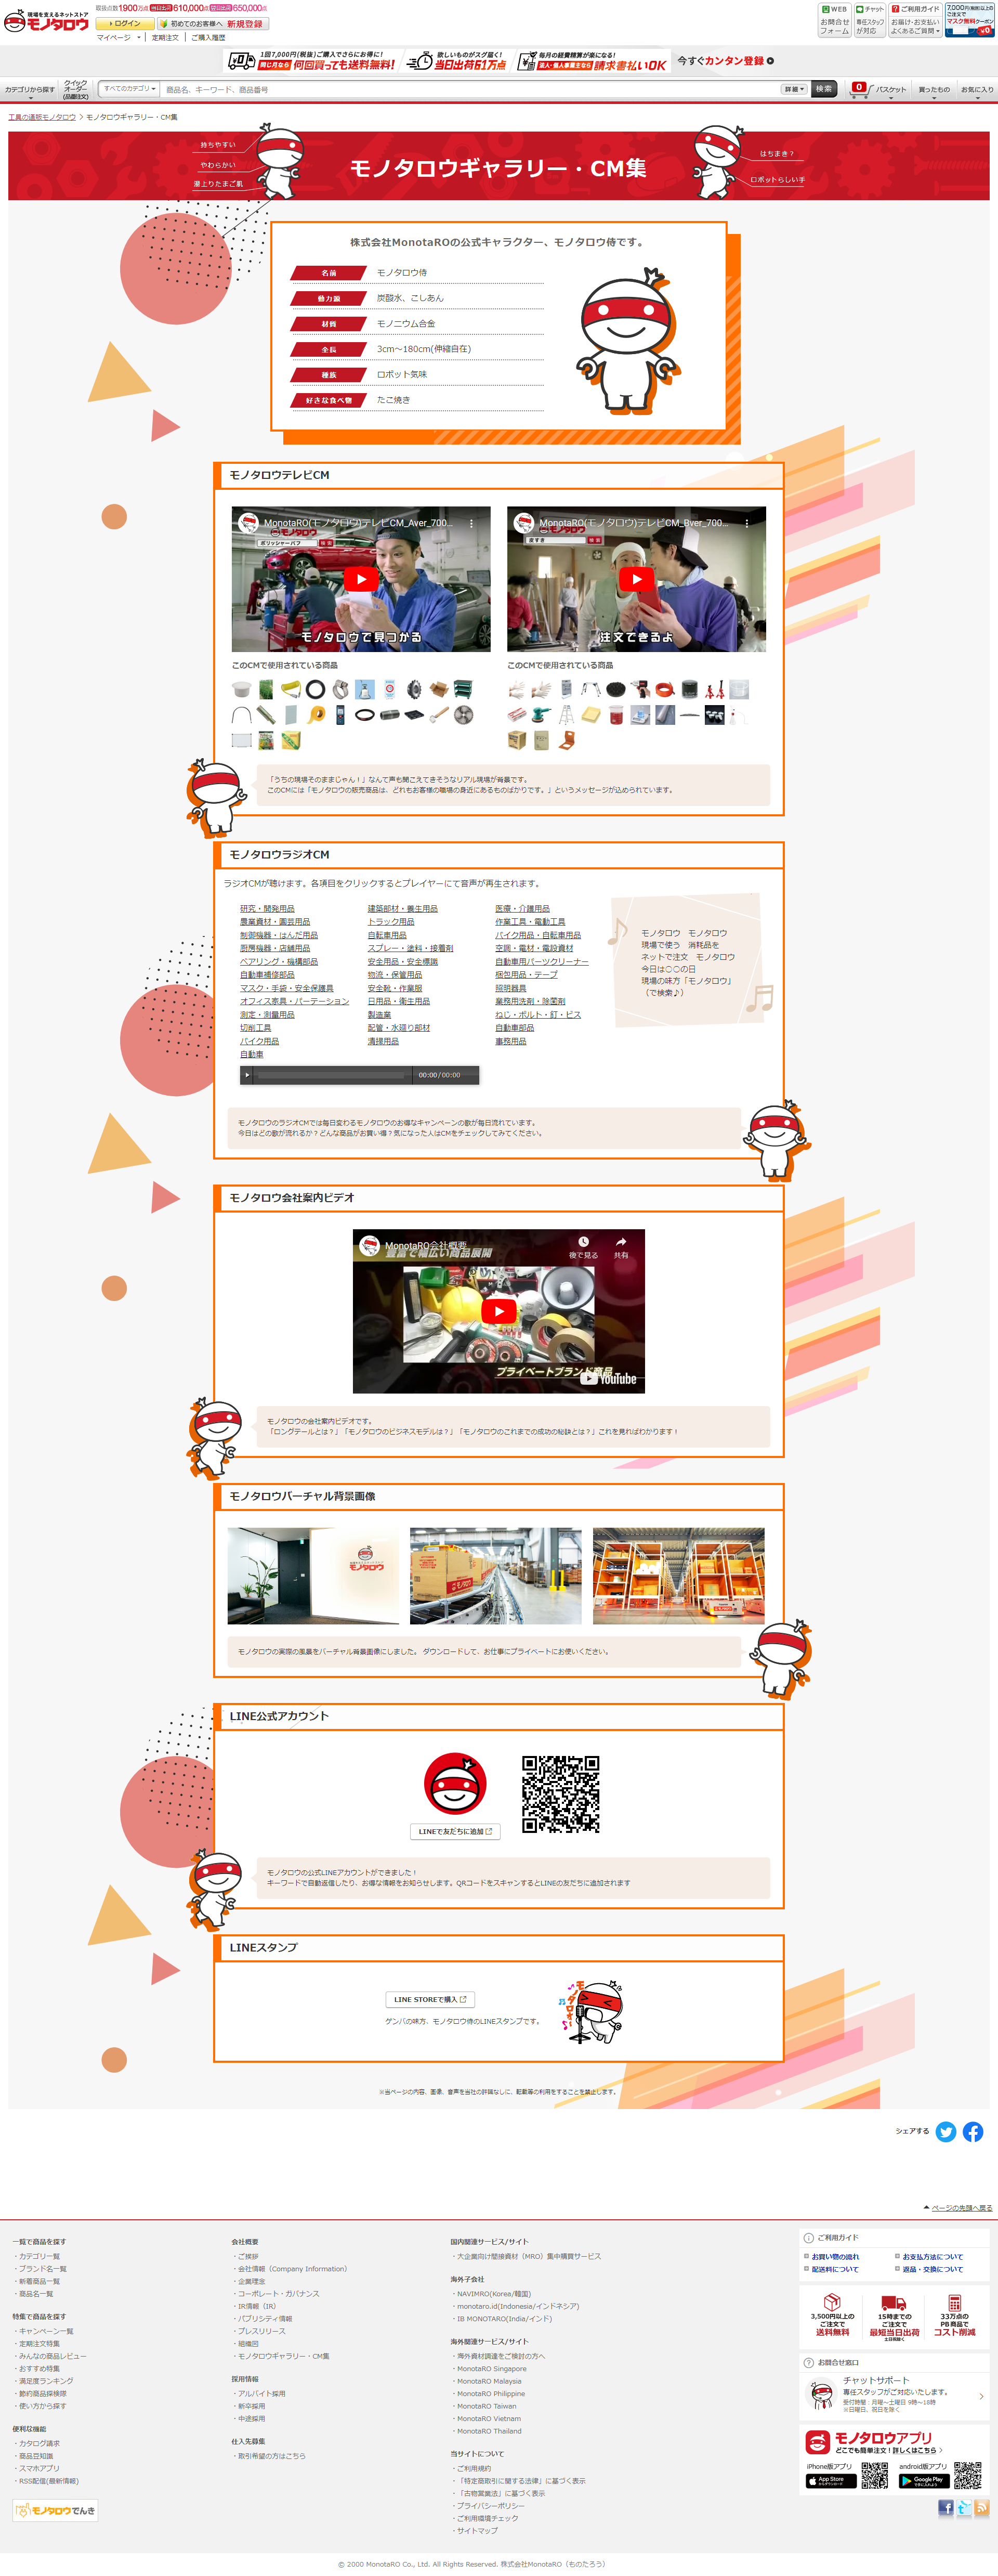 現場を支えるネットストア
モノタロウ
取扱点数1900万点 当日出荷610,000点 翌日出荷650,000点
ログイン
初めてのお客様へ 新規登録
マイページ 定期注文 ご購入履歴
WEB
お問合せ
フォーム
チャット
専任スタッフ
が対応
ご利用ガイド
お届け・お支払い
よくあるご質問
マスク無料クーポン
¥0
1回7,000円(税抜)ご購入でさらにお得に!
同じ月なら 何回買っても送料無料!
欲しいものがスグ届く!
当日出荷61万点
毎月の経費精算が楽になる!
法人・個人事業主なら 請求書払いOK
今すぐカンタン登録
カテゴリから探す
クイック
オーダー
(品番注文)
すべてのカテゴリ
商品名、キーワード、商品番号
詳細
検索
0 バスケット
買ったもの
お気に入り
工具の通販モノタロウ > モノタロウギャラリー・CM集
持ちやすい
やわらかい
湯上りたまご肌
モノタロウギャラリー・CM集
はちまき?
ロボットらしい手
株式会社MonotaROの公式キャラクター、モノタロウ侍です。
名前 モノタロウ侍
動力源 炭酸水、こしあん
材質 モノニウム合金
全長 3cm〜180cm(伸縮自在)
種族 ロボット気味
好きな食べ物 たこ焼き
モノタロウテレビCM
MonotaRO(モノタロウ)テレビCM_Aver_700...
モノタロウ
ポリッシャーバフ 検索
モノタロウで見つかる
MonotaRO(モノタロウ)テレビCM_Bver_700...
モノタロウ
皮すき 検索
注文できるよ
このCMで使用されている商品
このCMで使用されている商品
「うちの現場そのままじゃん!」なんて声も聞こえてきそうなリアル現場が背景です。
このCMには「モノタロウの販売商品は、どれもお客様の職場の身近にあるものばかりです。」というメッセージが込められています。
モノタロウラジオCM
ラジオCMが聴けます。各項目をクリックするとプレイヤーにて音声が再生されます。
研究・開発用品 建築部材・養生用品 医療・介護用品
農業資材・園芸用品 トラック用品 作業工具・電動工具
制御機器・はんだ用品 自転車用品 バイク用品・自転車用品
厨房機器・店舗用品 スプレー・塗料・接着剤 空調・電材・電設資材
ベアリング・機構部品 安全用品・安全標識 自動車用パーツクリーナー
自動車補修部品 物流・保管用品 梱包用品・テープ
マスク・手袋・安全保護具 安全靴・作業服 照明器具
オフィス家具・パーテーション 日用品・衛生用品 業務用洗剤・除菌剤
測定・測量用品 製造業 ねじ・ボルト・釘・ビス
切削工具 配管・水廻り部材 自動車部品
バイク用品 清掃用品 事務用品
自動車
モノタロウ モノタロウ
現場で使う 消耗品を
ネットで注文 モノタロウ
今日は○○の日
現場の味方「モノタロウ」
(で検索♪)
00:00/00:00
モノタロウのラジオCMでは毎日変わるモノタロウのお得なキャンペーンの歌が毎日流れています。
今日はどの歌が流れるか?どんな商品がお買い得?気になった人はCMをチェックしてみてください。
モノタロウ会社案内ビデオ
MonotaRO会社概要
後で見る 共有
豊富で幅広い商品展開
プライベートブランド商品
YouTube
モノタロウの会社案内ビデオです。
「ロングテールとは?」「モノタロウのビジネスモデルは?」「モノタロウのこれまでの成功の秘訣とは?」これを見ればわかります!
モノタロウバーチャル背景画像
モノタロウ
モノタロウの実際の風景をバーチャル背景画像にしました。 ダウンロードして、お仕事にプライベートにお使いください。
LINE公式アカウント
LINEで友だちに追加
モノタロウの公式LINEアカウントができました!
キーワードで自動返信したり、お得な情報をお知らせします。QRコードをスキャンするとLINEの友だちに追加されます
LINEスタンプ
LINE STOREで購入
ゲンバの味方、モノタロウ侍のLINEスタンプです。
モノタロォ
※当ページの内容、画像、音声を当社の許諾なしに、転載等の利用をすることを禁止します。
シェアする
ページの先頭へ戻る
一覧で商品を探す
・カテゴリ一覧
・ブランド名一覧
・新着商品一覧
・商品名一覧
特集で商品を探す
・キャンペーン一覧
・定期注文特集
・みんなの商品レビュー
・おすすめ特集
・満足度ランキング
・節約商品探検隊
・使い方から探す
便利な機能
・カタログ請求
・商品豆知識
・スマホアプリ
・RSS配信(最新情報)
モノタロウでんき
会社概要
・ご挨拶
・会社情報(Company Information)
・企業理念
・コーポレート・ガバナンス
・IR情報(IR)
・パブリシティ情報
・プレスリリース
・組織図
・モノタロウギャラリー・CM集
採用情報
・アルバイト採用
・新卒採用
・中途採用
仕入先募集
・取引希望の方はこちら
国内関連サービス/サイト
・大企業向け間接資材(MRO)集中購買サービス
海外子会社
・NAVIMRO(Korea/韓国)
・monotaro.id(Indonesia/インドネシア)
・IB MONOTARO(India/インド)
海外関連サービス/サイト
・海外資材調達をご検討の方へ
・MonotaRO Singapore
・MonotaRO Malaysia
・MonotaRO Philippine
・MonotaRO Taiwan
・MonotaRO Vietnam
・MonotaRO Thailand
当サイトについて
・ご利用規約
・「特定商取引に関する法律」に基づく表示
・「古物営業法」に基づく表示
・プライバシーポリシー
・ご利用環境チェック
・サイトマップ
ご利用ガイド
お買い物の流れ お支払方法について
配送料について 返品・交換について
3,500円以上の
ご注文で
送料無料
15時までの
ご注文で
最短当日出荷
土日祝除く
33万点の
PB商品で
コスト削減
お問合せ窓口
チャットサポート
専任スタッフがご対応いたします。
受付時間:月曜〜土曜日 9時〜18時
※日曜日、祝日を除く
モノタロウアプリ
どこでも簡単注文!詳しくはこちら
iPhone版アプリ android版アプリ
App Store
Google Play
© 2000 MonotaRO Co., Ltd. All Rights Reserved. 株式会社MonotaRO(ものたろう)